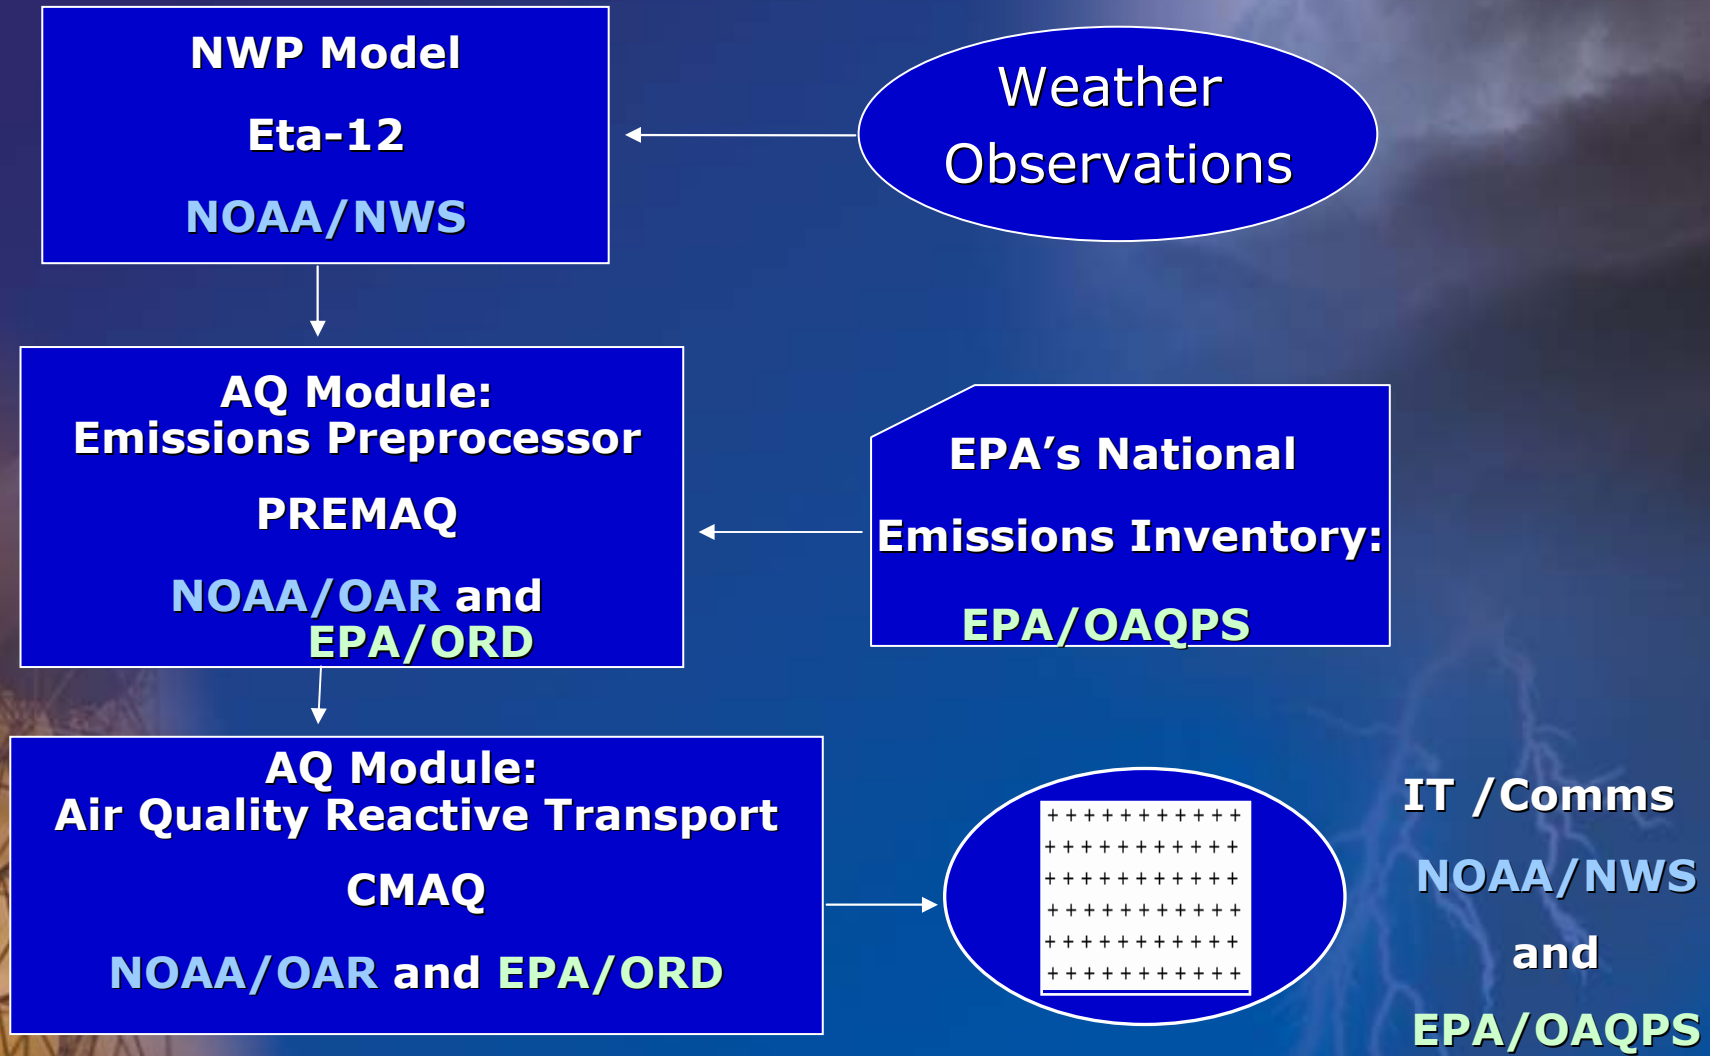 NWP Model
Eta-12
NOAA/NWS
Weather
Observations
AQ Module:
Emissions Preprocessor
PREMAQ
NOAA/OAR and
EPA/ORD
EPA’s National
Emissions Inventory:
EPA/OAQPS
AQ Module:
Air Quality Reactive Transport
CMAQ
NOAA/OAR and EPA/ORD
+ + + + + + + + + + +
+ + + + + + + + + + +
+ + + + + + + + + + +
+ + + + + + + + + + +
+ + + + + + + + + + +
+ + + + + + + + + + +
IT /Comms
NOAA/NWS
and
EPA/OAQPS